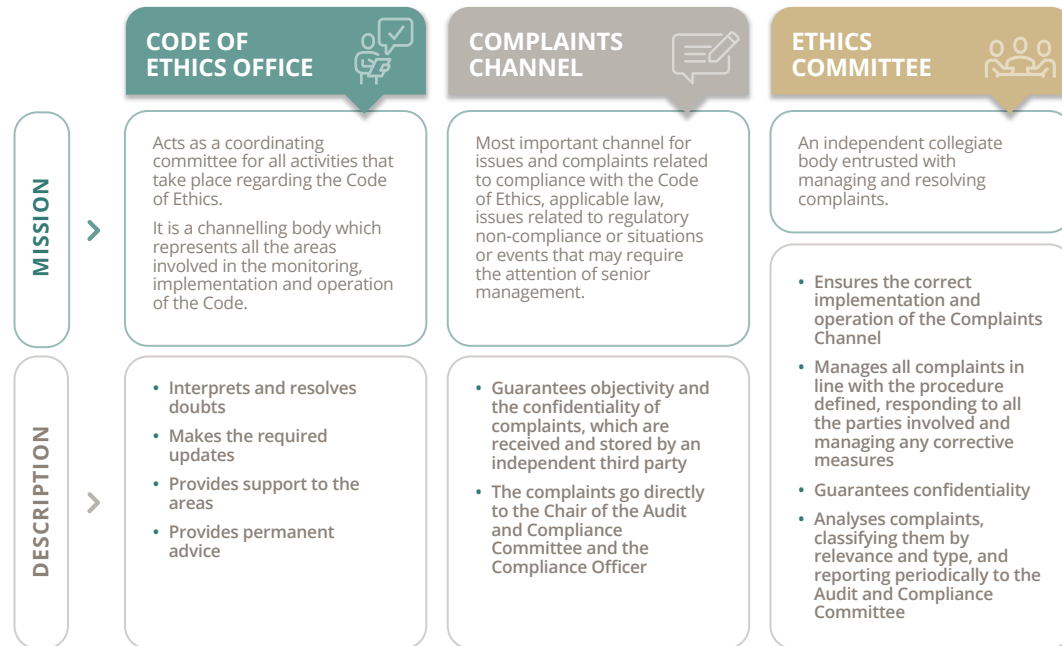 CODE OF
ETHICS OFFICE
COMPLAINTS
CHANNEL
ETHICS
COMMITTEE
MISSION
Acts as a coordinating
committee for all activities that
take place regarding the Code
of Ethics.
It is a channelling body which
represents all the areas
involved in the monitoring,
implementation and operation
of the Code.
Most important channel for
issues and complaints related
to compliance with the Code
of Ethics, applicable law,
issues related to regulatory
non-compliance or situations
or events that may require
the attention of senior
management.
An independent collegiate
body entrusted with
managing and resolving
complaints.
DESCRIPTION
• Interprets and resolves
doubts
• Makes the required
updates
• Provides support to the
areas
• Provides permanent
advice
• Guarantees objectivity and
the confidentiality of
complaints, which are
received and stored by an
independent third party
• The complaints go directly
to the Chair of the Audit
and Compliance
Committee and the
Compliance Officer
• Ensures the correct
implementation and
operation of the Complaints
Channel
• Manages all complaints in
line with the procedure
defined, responding to all
the parties involved and
managing any corrective
measures
• Guarantees confidentiality
• Analyses complaints,
classifying them by
relevance and type, and
reporting periodically to the
Audit and Compliance
Committee